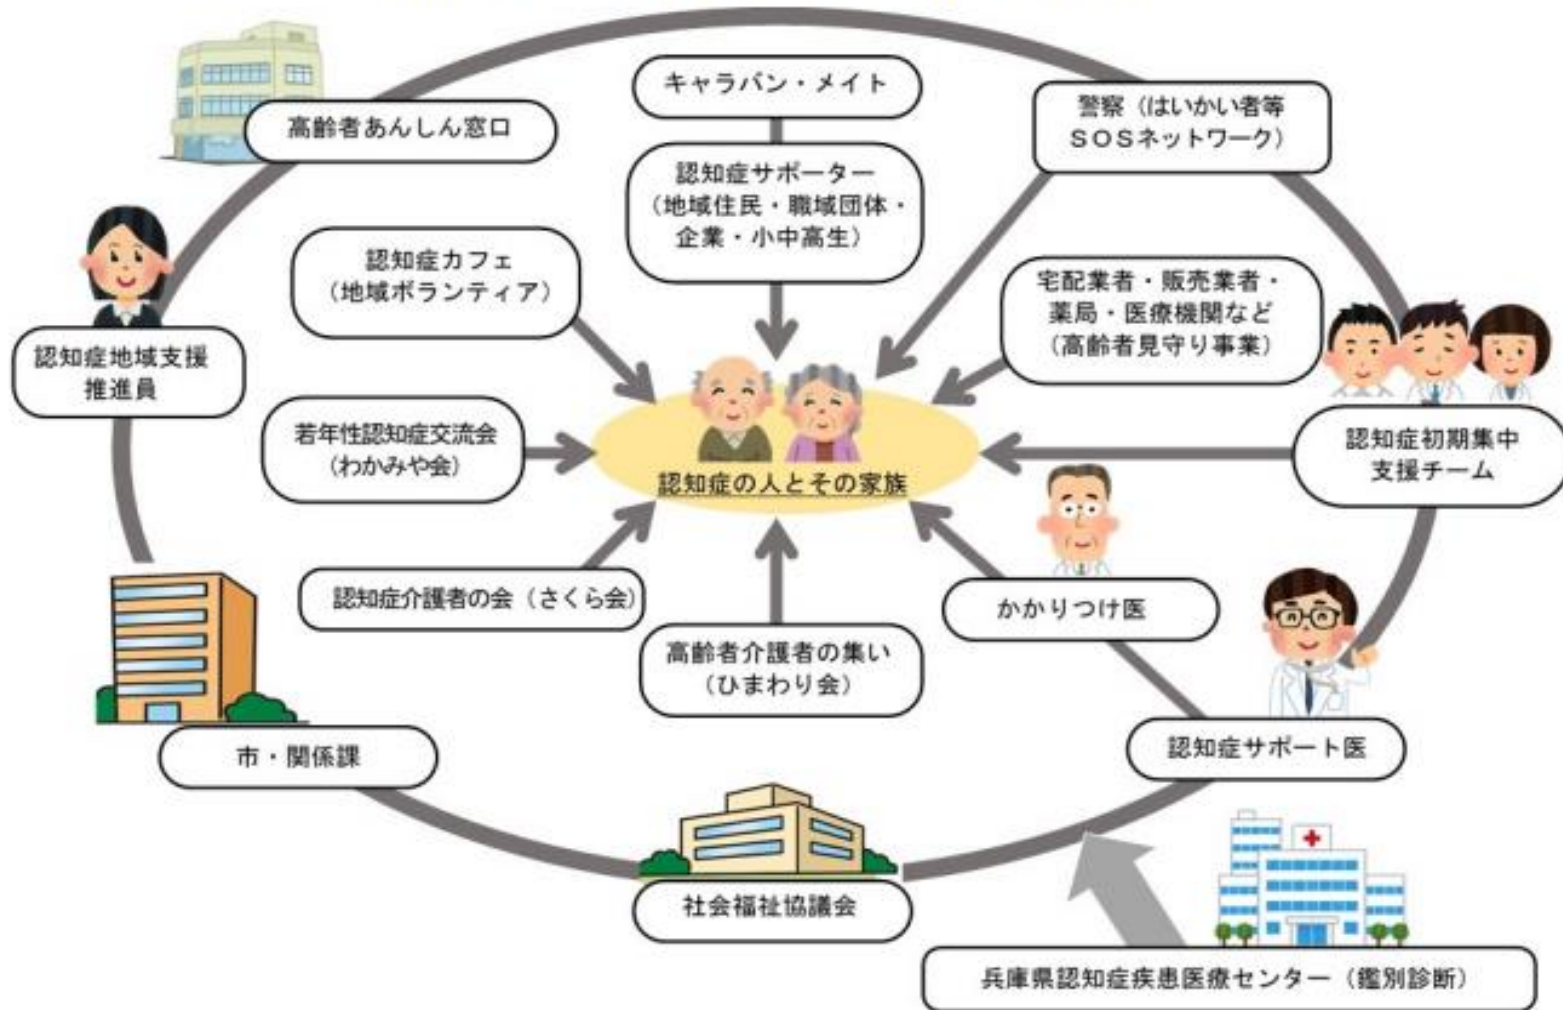 キャラバン・メイト
高齢者あんしん窓口
警察（はいかい者等
ＳＯＳネットワーク）
認知症サポーター
（地域住民・職域団体・
企業・小中高生）
認知症カフェ
（地域ボランティア）
宅配業者・販売業者・
薬局・医療機関など
（高齢者見守り事業）
認知症地域支援
推進員
若年性認知症交流会
（わかみや会）
認知症初期集中
支援チーム
認知症の人とその家族
認知症介護者の会（さくら会）
かかりつけ医
高齢者介護者の集い
（ひまわり会）
市・関係課
認知症サポート医
社会福祉協議会
兵庫県認知症疾患医療センター（鑑別診断）